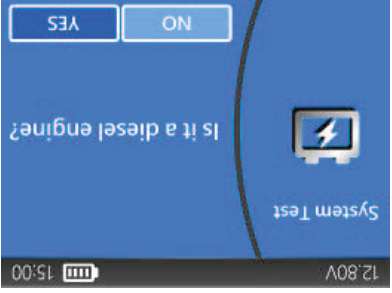 12.80V 15:00
System Test
Is it a diesel engine?
NO YES